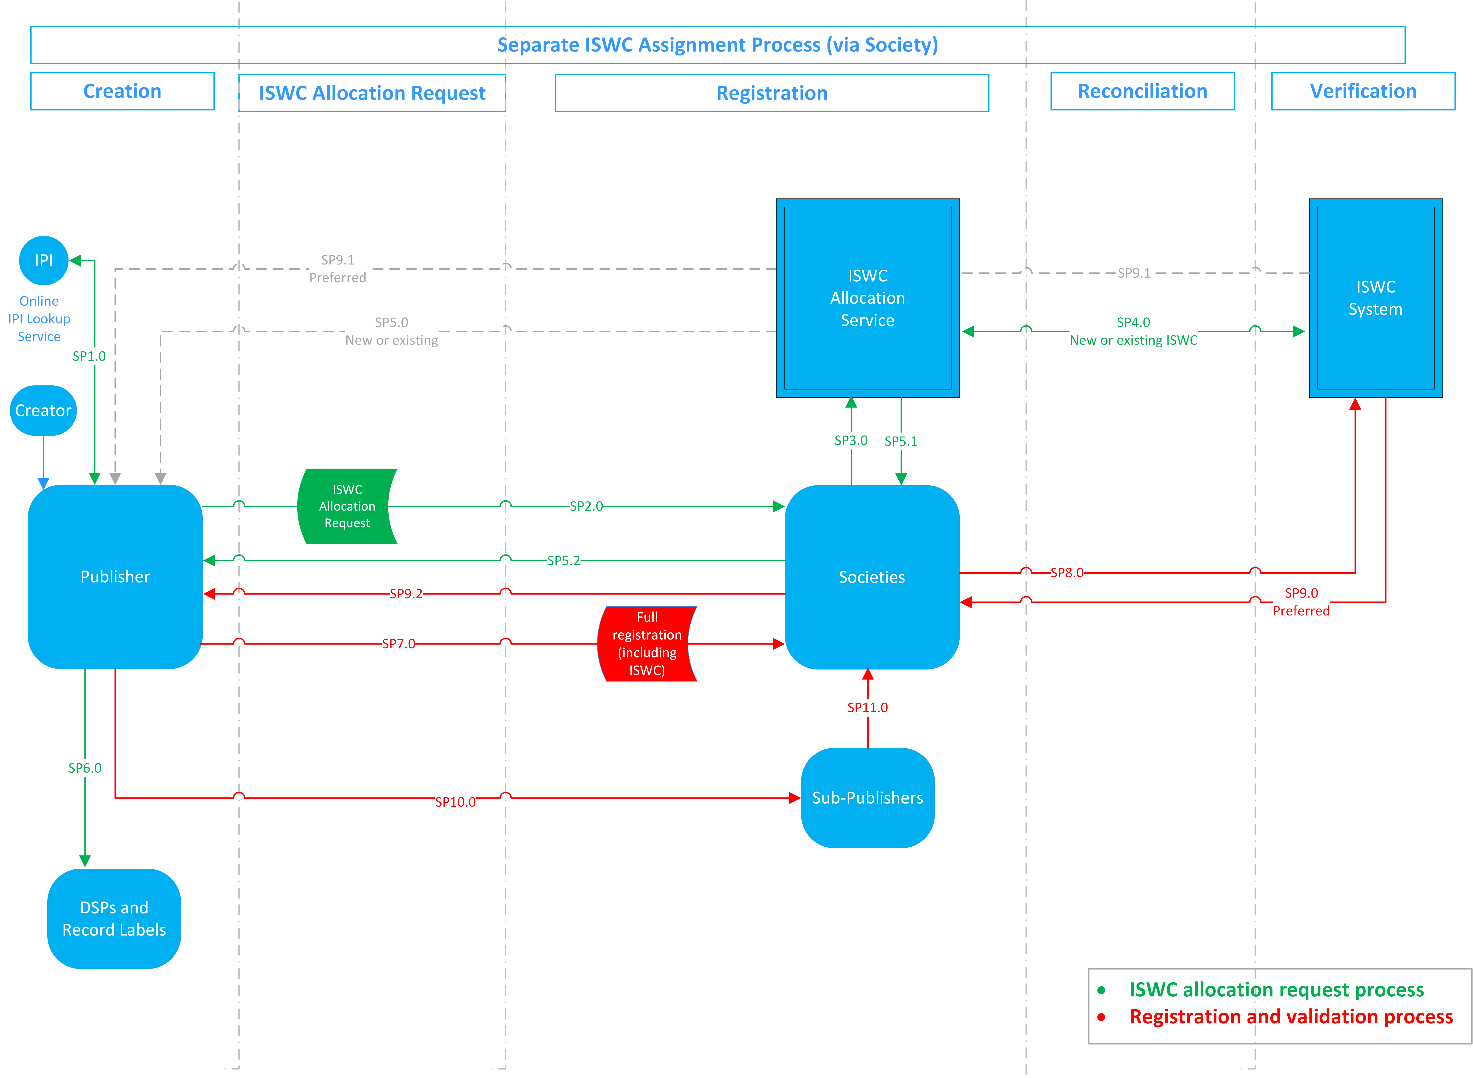 Separate ISWC Assignment Process (via Society)
Creation
ISWC Allocation Request
Registration
Reconciliation
Verification
IPI
Online
IPI Lookup
Service
SP1.0
Creator
SP9.1
Preferred
SP5.0
New or existing
ISWC
Allocation
Service
SP9.1
SP4.0
New or existing ISWC
ISWC
System
SP3.0
SP5.1
ISWC
Allocation
Request
SP2.0
Publisher
SP5.2
SP9.2
SP7.0
Full
registration
(including
ISWC)
Societies
SP8.0
SP9.0
Preferred
SP11.0
SP6.0
SP10.0
Sub-Publishers
DSPs and
Record Labels
● ISWC allocation request process
● Registration and validation process